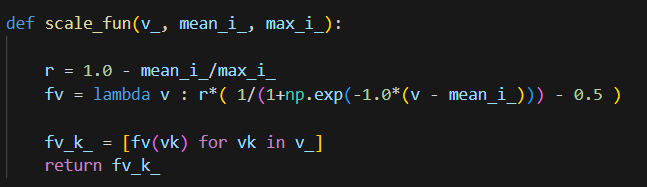 def scale_fun(v_, mean_i_, max_i_):
r = 1.0 - mean_i_/max_i_
fv = lambda v : r*( 1/(1+np.exp(-1.0*(v - mean_i_))) - 0.5 )
fv_k_ = [fv(vk) for vk in v_]
return fv_k_